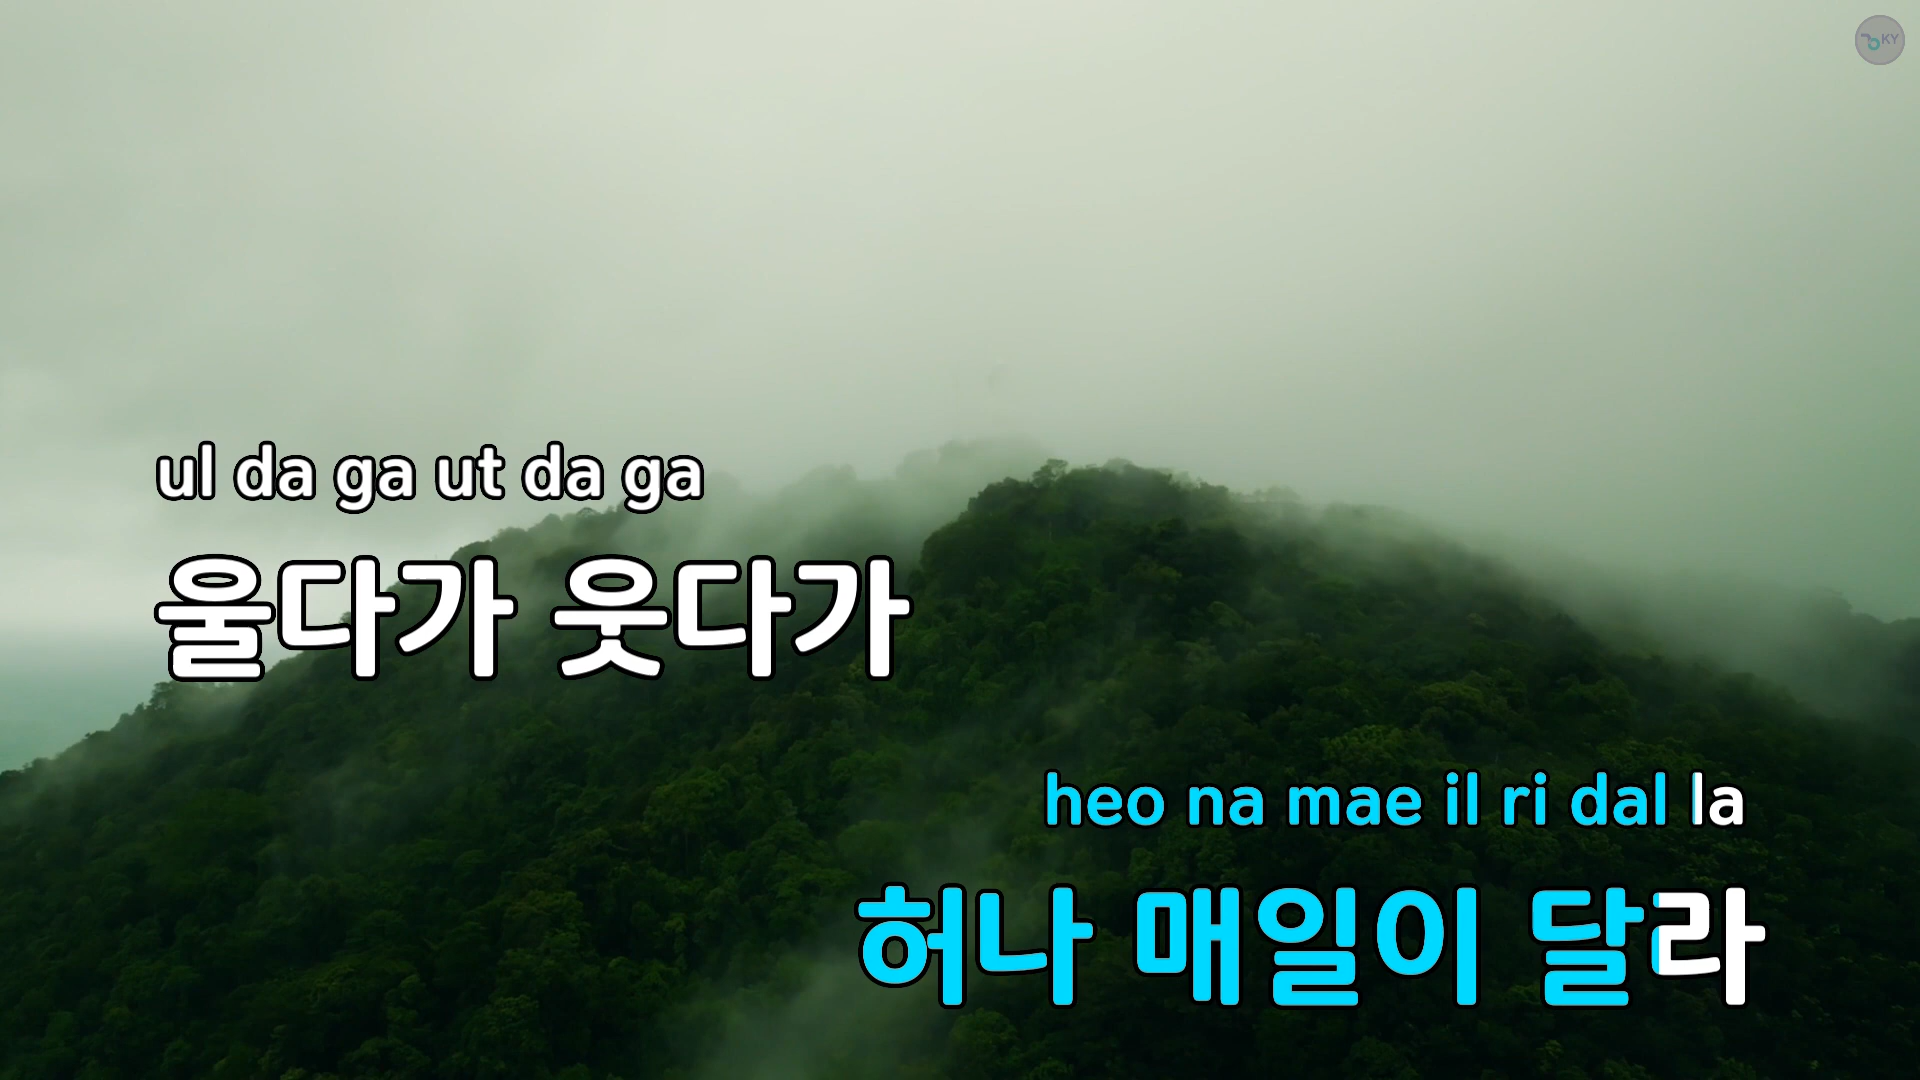 KY
ul da ga ut da ga
울다가 웃다가
heo na mae il ri dal la
허나 매일이 달라